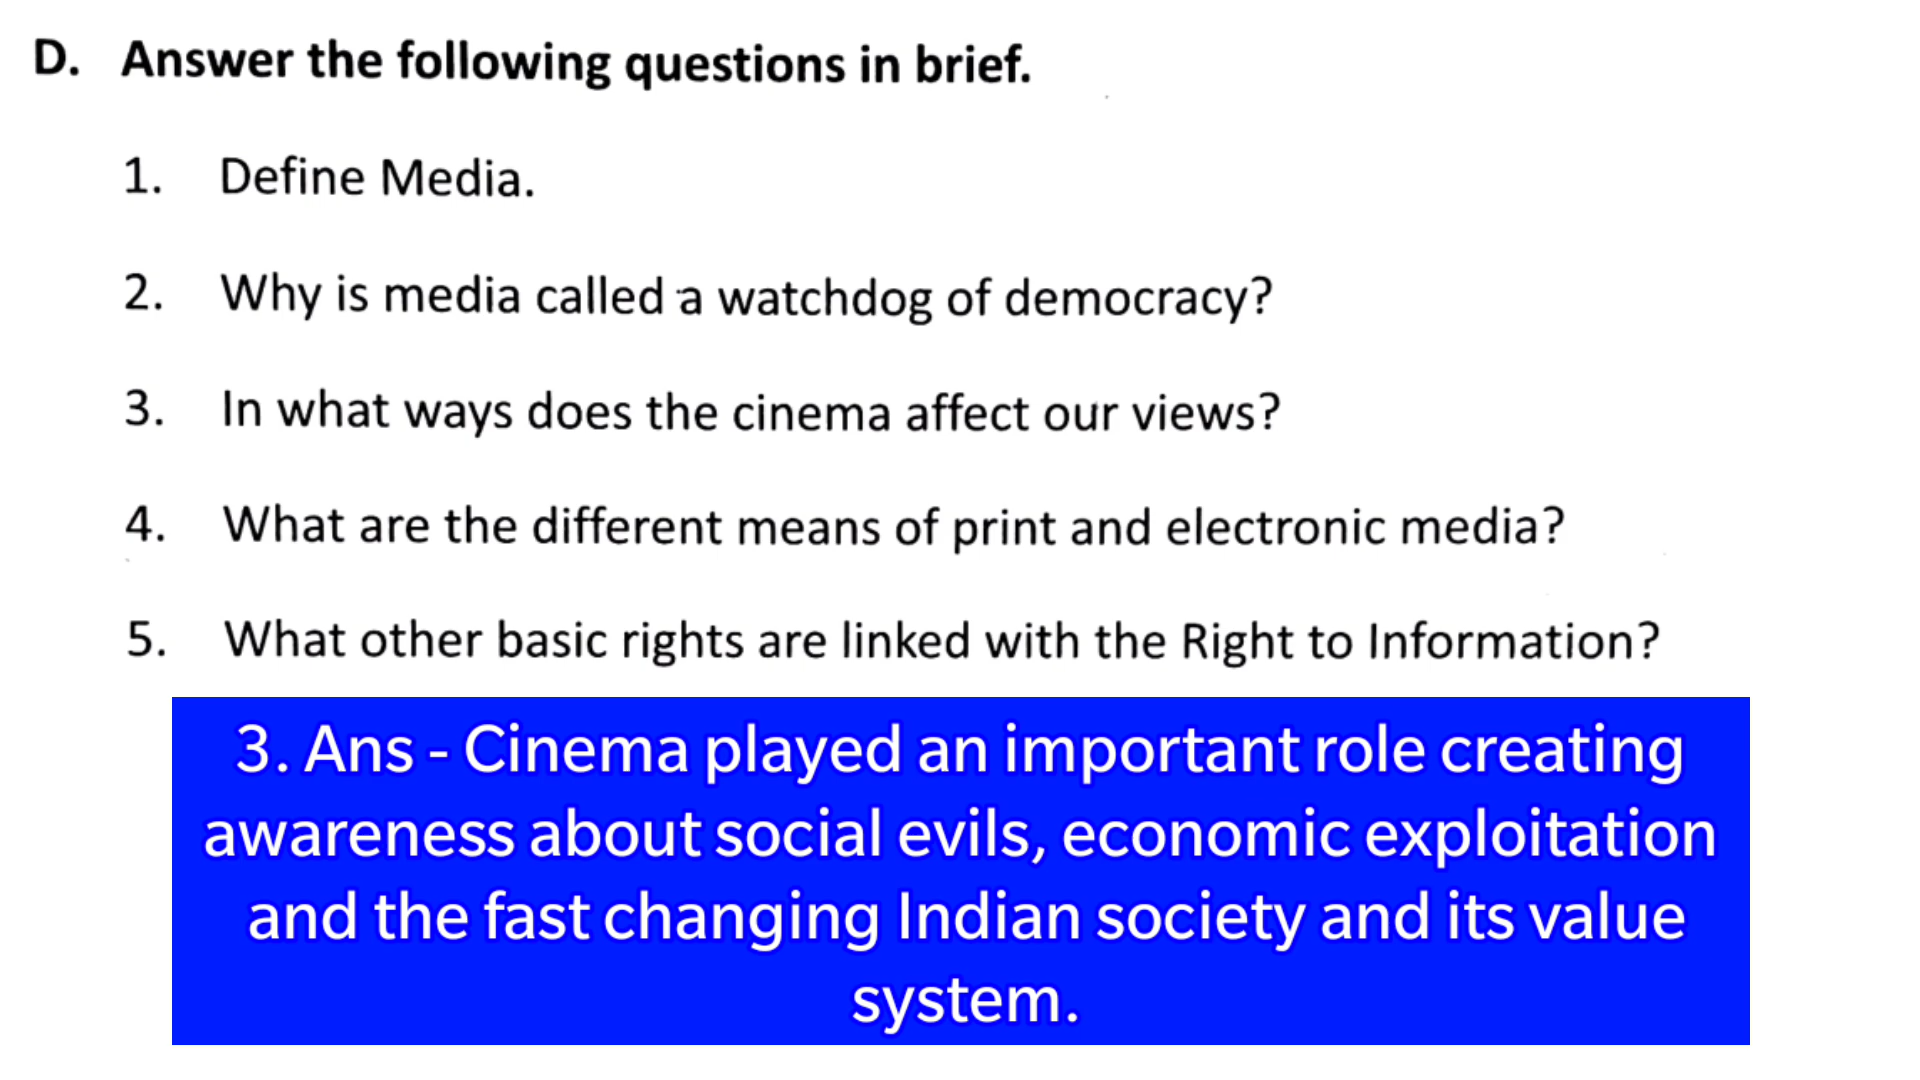 D. Answer the following questions in brief.
1. Define Media.
2. Why is media called a watchdog of democracy?
3. In what ways does the cinema affect our views?
4. What are the different means of print and electronic media?
5. What other basic rights are linked with the Right to Information?
3. Ans - Cinema played an important role creating
awareness about social evils, economic exploitation
and the fast changing Indian society and its value
system.